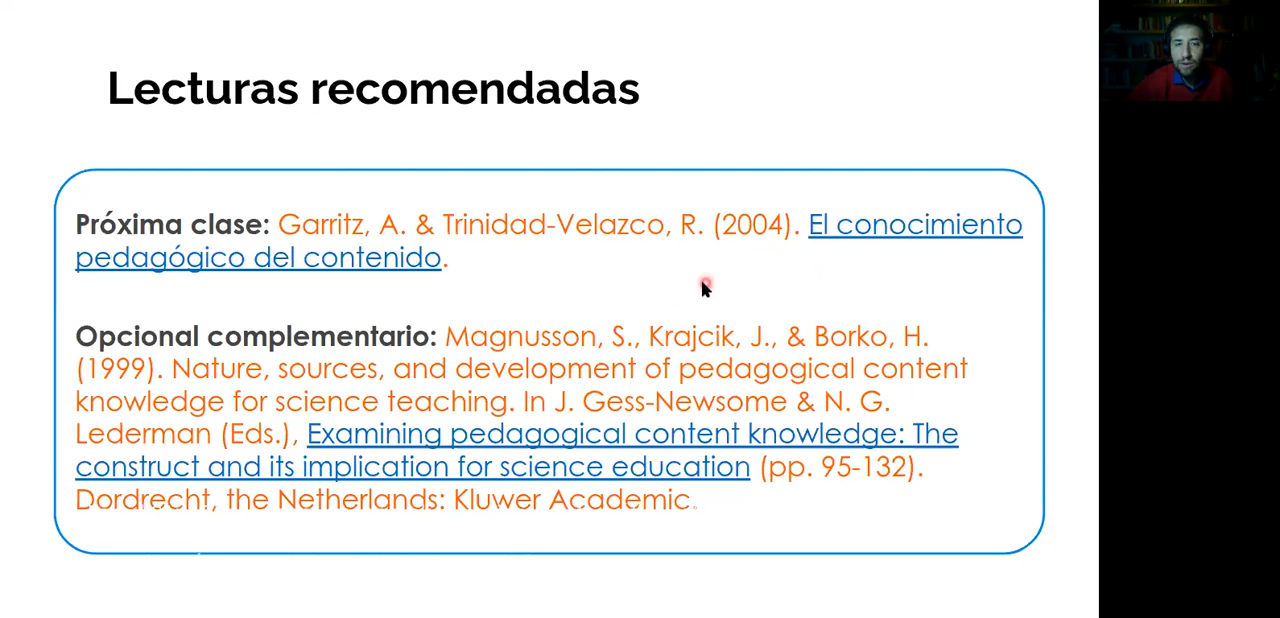 Lecturas recomendadas
Próxima clase: Garritz, A. & Trinidad-Velazco, R. (2004). El conocimiento
pedagógico del contenido.
Opcional complementario: Magnusson, S., Krajcik, J., & Borko, H.
(1999). Nature, sources, and development of pedagogical content
knowledge for science teaching. In J. Gess-Newsome & N. G.
Lederman (Eds.), Examining pedagogical content knowledge: The
construct and its implication for science education (pp. 95-132).
Dordrecht, the Netherlands: Kluwer Academic.